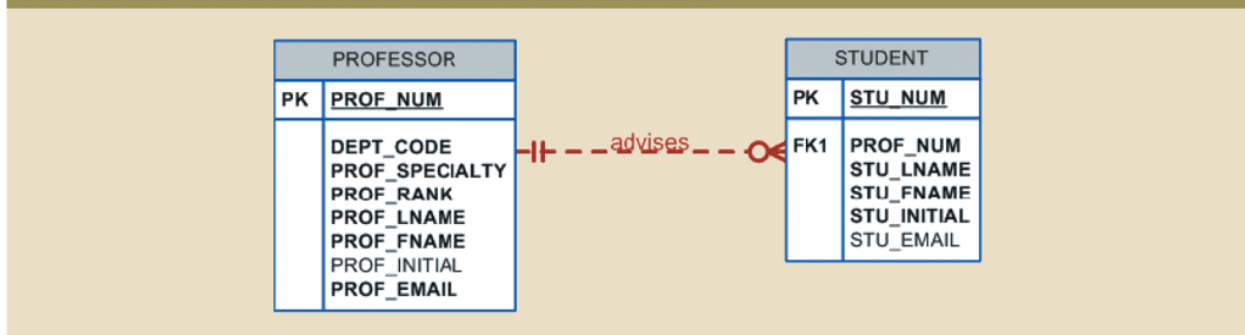 PROFESSOR
PK PROF_NUM
DEPT_CODE
PROF_SPECIALTY
PROF_RANK
PROF_LNAME
PROF_FNAME
PROF_INITIAL
PROF_EMAIL
advises
STUDENT
PK STU_NUM
FK1 PROF_NUM
STU_LNAME
STU_FNAME
STU_INITIAL
STU_EMAIL